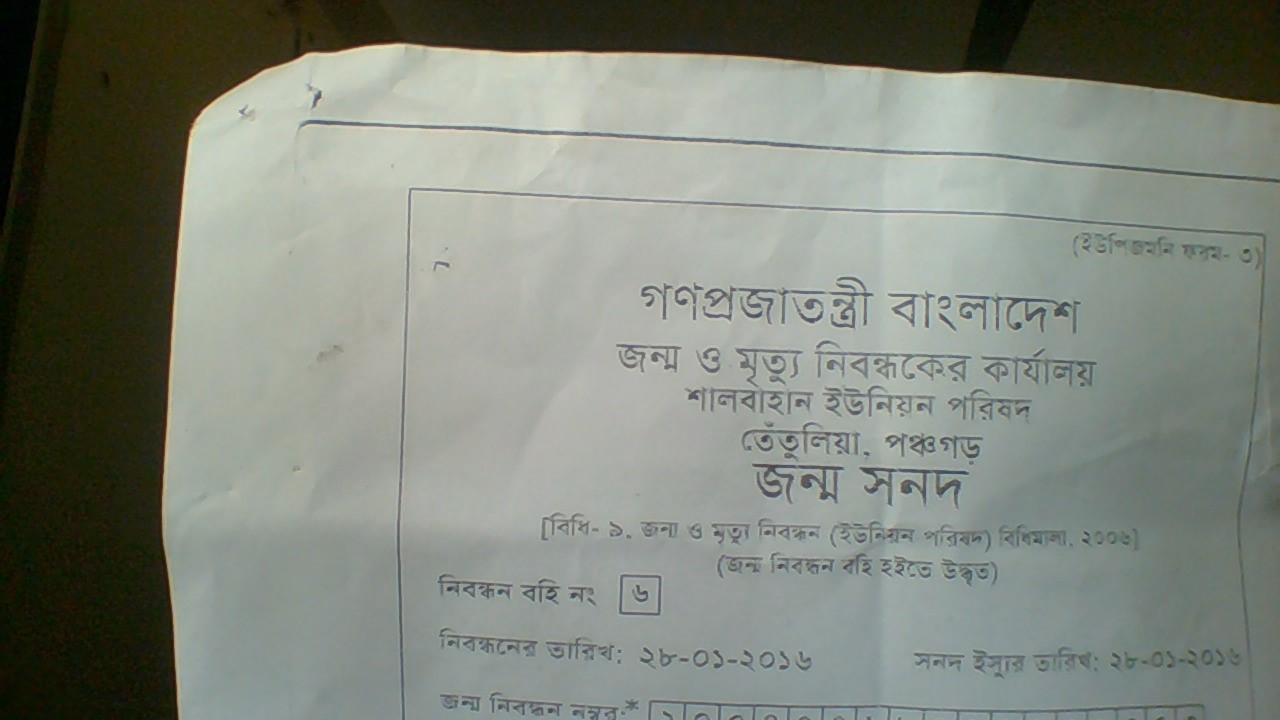 (ইউপিজনি ফরম- ৩)
গণপ্রজাতন্ত্রী বাংলাদেশ
জন্ম ও মৃত্যু নিবন্ধকের কার্যালয়
শালবাহান ইউনিয়ন পরিষদ
তেঁতুলিয়া, পঞ্চগড়
জন্ম সনদ
[বিধি- ৯, জন্ম ও মৃত্যু নিবন্ধন (ইউনিয়ন পরিষদ) বিধিমালা, ২০০৬]
(জন্ম নিবন্ধন বহি হইতে উদ্ধৃত)
নিবন্ধন বহি নং ৬
নিবন্ধনের তারিখ: ২৮-০১-২০১৬ সনদ ইস্যুর তারিখ: ২৮-০১-২০১৬
জন্ম নিবন্ধন নম্বর:*